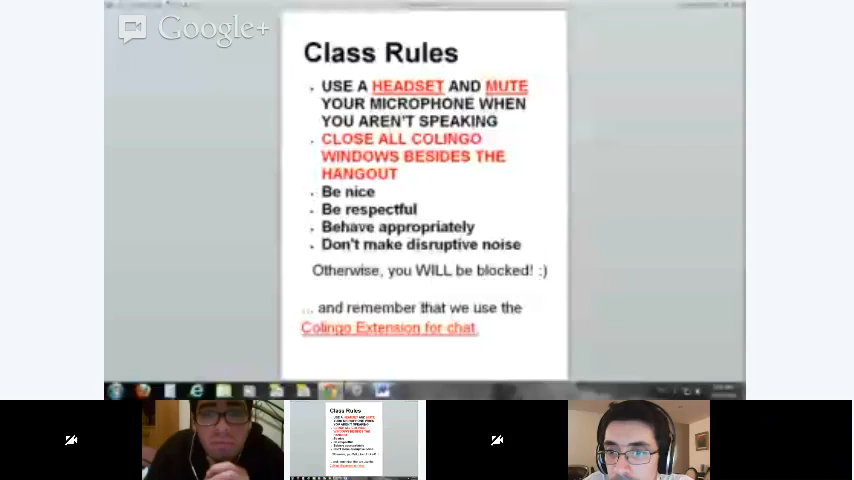 Google+
Class Rules
USE A HEADSET AND MUTE
YOUR MICROPHONE WHEN
YOU AREN'T SPEAKING
CLOSE ALL COLINGO
WINDOWS BESIDES THE
HANGOUT
Be nice
Be respectful
Behave appropriately
Don't make disruptive noise
Otherwise, you WILL be blocked! :)
... and remember that we use the
Colingo Extension for chat.
Class Rules